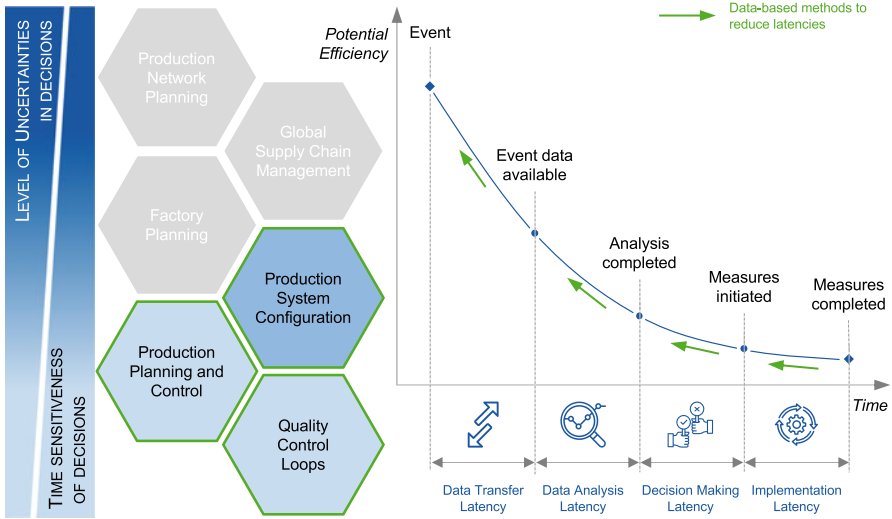 LEVEL OF UNCERTAINTIES
IN DECISIONS
TIME SENSITIVENESS
OF DECISIONS
Production
Network
Planning
Global
Supply Chain
Management
Factory
Planning
Production
System
Configuration
Production
Planning and
Control
Quality
Control
Loops
Potential
Efficiency
Event
Data-based methods to
reduce latencies
Event data
available
Analysis
completed
Measures
initiated
Measures
completed
Time
Data Transfer
Latency
Data Analysis
Latency
Decision Making
Latency
Implementation
Latency